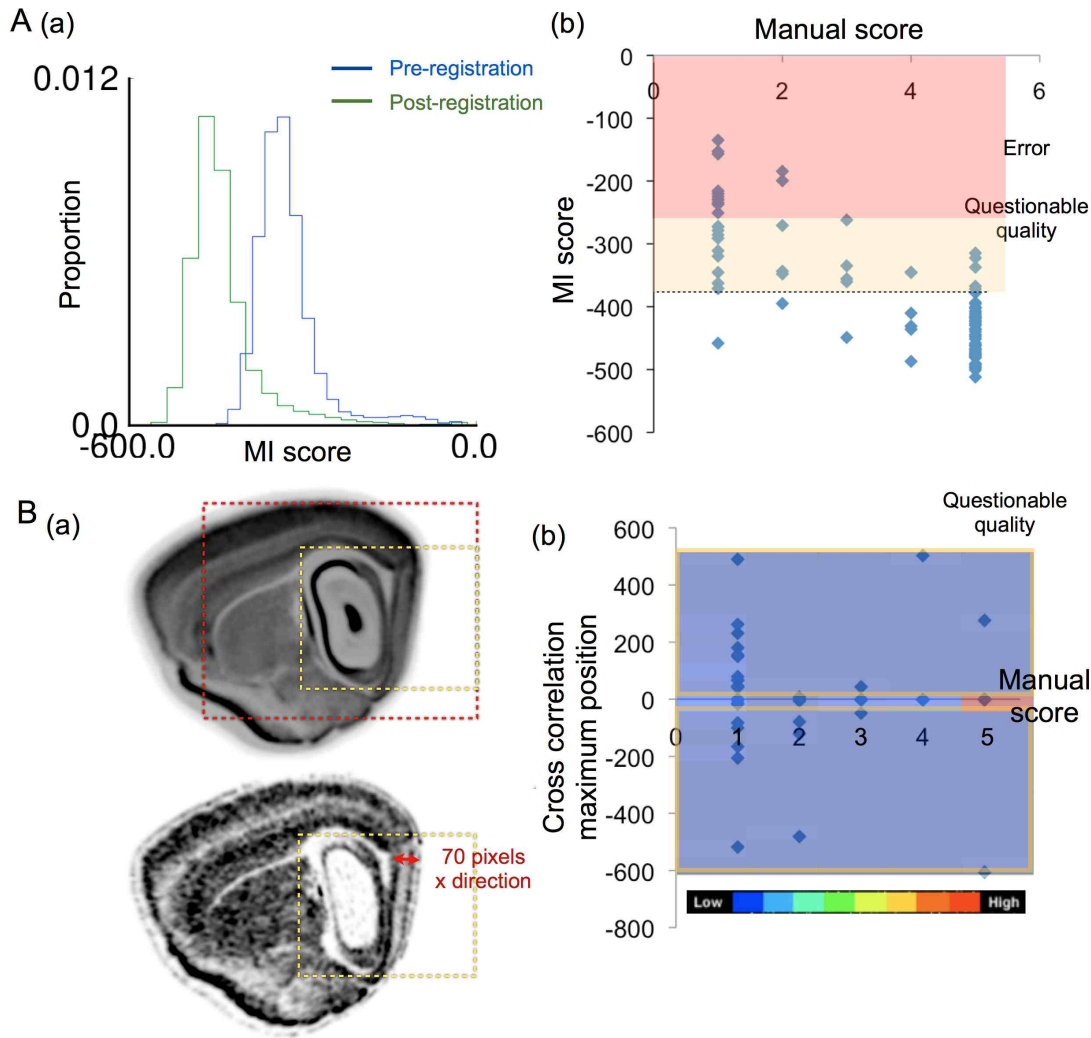 A (a)
0.012
Pre-registration
Post-registration
Proportion
0.0
-600.0
MI score
0.0
(b)
Manual score
0
0
2
4
6
-100
-200
-300
-400
-500
-600
MI score
Error
Questionable
quality
B (a)
70 pixels
x direction
(b)
Questionable
quality
600
400
200
0
-200
-400
-600
-800
Cross correlation
maximum position
0
1
2
3
4
5
Manual
score
Low
High